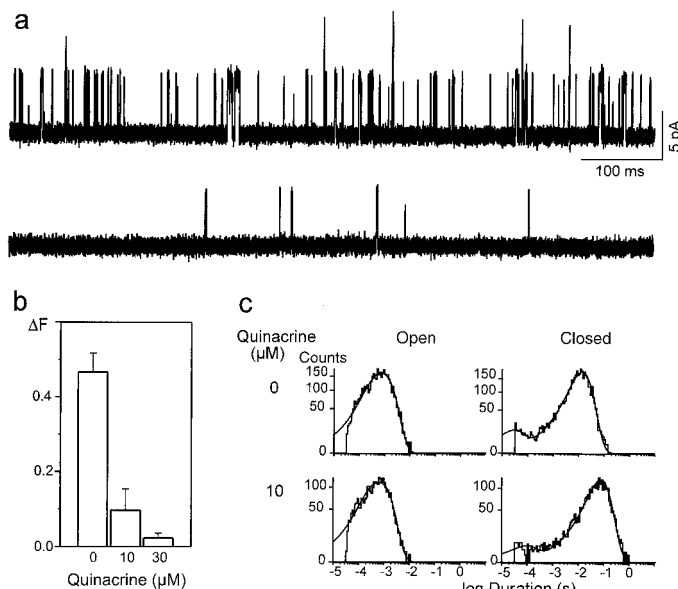 a
5 pA
100 ms
b
ΔF
0.4
0.2
0.0
0 10 30
Quinacrine (μM)
c
Quinacrine
(μM)
Open Closed
Counts
0
150
100
50
0
150
100
50
0
10
100
50
0
100
50
0
-5 -4 -3 -2 -1 0
-5 -4 -3 -2 -1 0
log Duration (s)